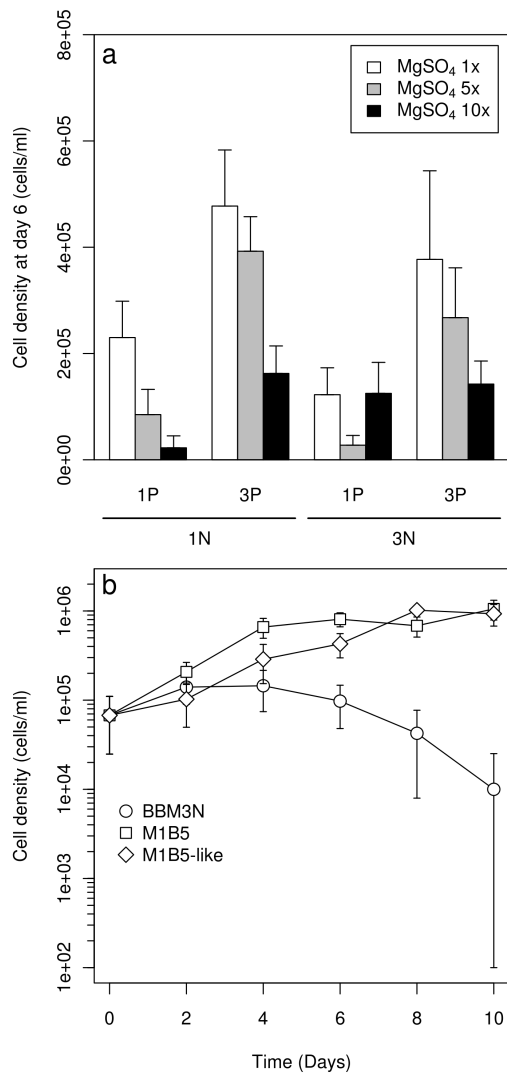 a
MgSO4 1x
MgSO4 5x
MgSO4 10x
Cell density at day 6 (cells/ml)
8e+05
6e+05
4e+05
2e+05
0e+00
1P 3P 1P 3P
1N 3N
b
Cell density (cells/ml)
1e+06
1e+05
1e+04
1e+03
1e+02
BBM3N
M1B5
M1B5-like
0 2 4 6 8 10
Time (Days)